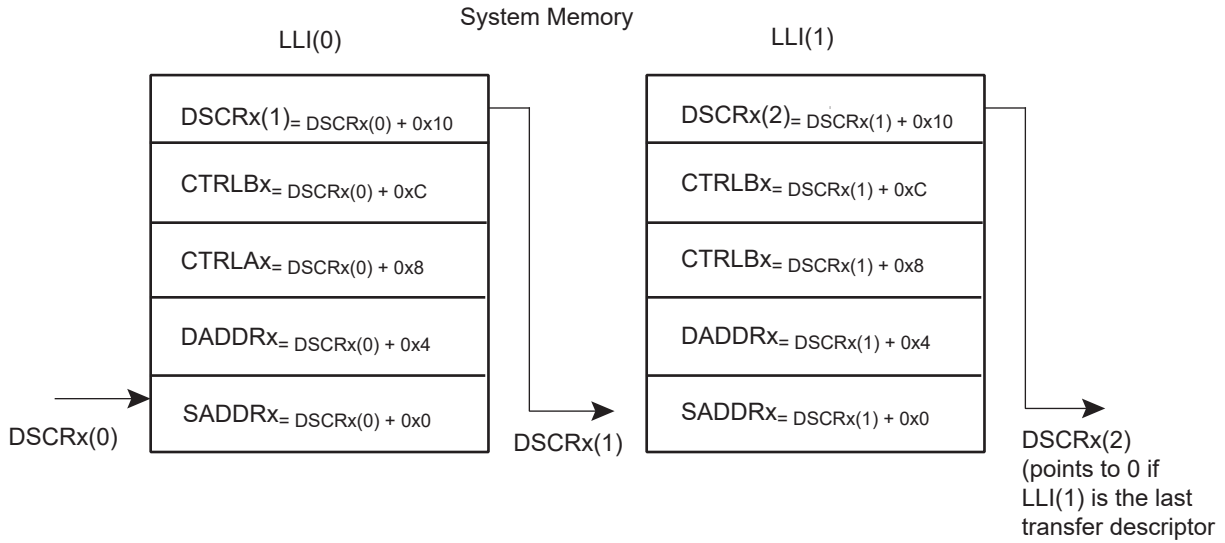 System Memory
LLI(0)
LLI(1)
DSCRx(1)= DSCRx(0) + 0x10
CTRLBx= DSCRx(0) + 0xC
CTRLAx= DSCRx(0) + 0x8
DADDRx= DSCRx(0) + 0x4
SADDRx= DSCRx(0) + 0x0
DSCRx(0)
DSCRx(1)
DSCRx(2)= DSCRx(1) + 0x10
CTRLBx= DSCRx(1) + 0xC
CTRLBx= DSCRx(1) + 0x8
DADDRx= DSCRx(1) + 0x4
SADDRx= DSCRx(1) + 0x0
DSCRx(2)
(points to 0 if
LLI(1) is the last
transfer descriptor